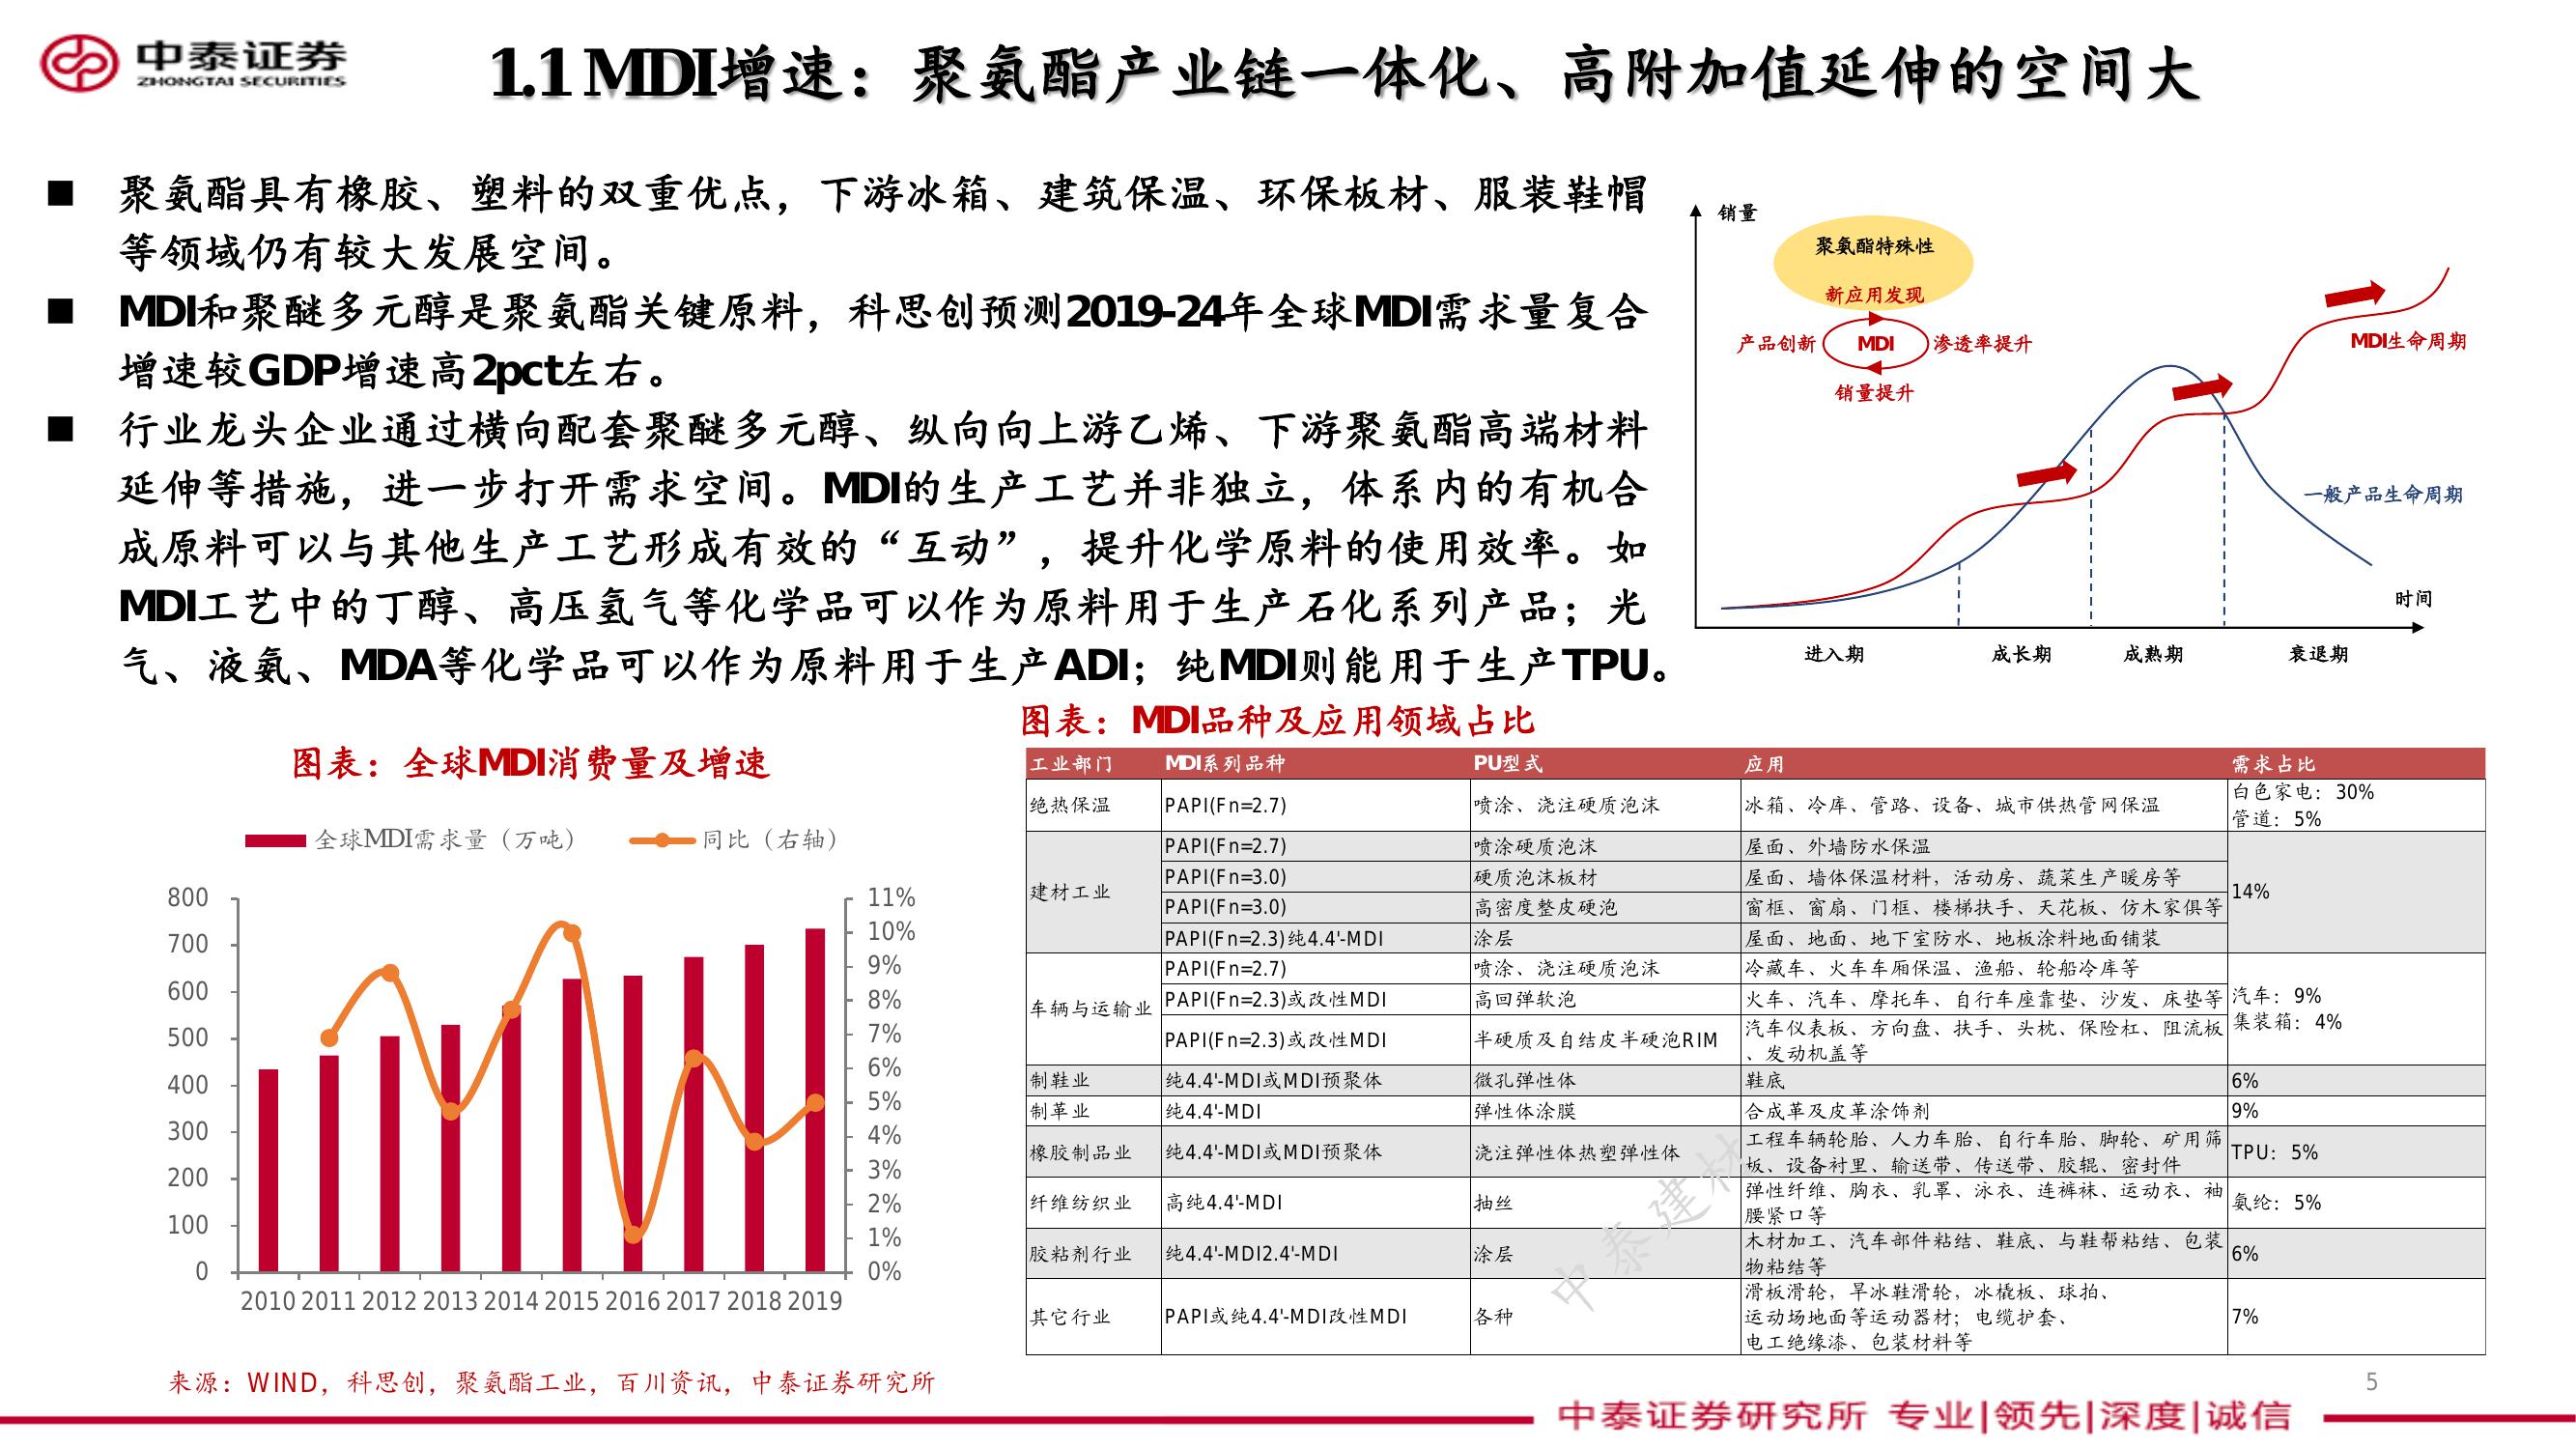 中泰证券
ZHONGTAI SECURITIES
1.1 MDI增速：聚氨酯产业链一体化、高附加值延伸的空间大
■ 聚氨酯具有橡胶、塑料的双重优点，下游冰箱、建筑保温、环保板材、服装鞋帽
等领域仍有较大发展空间。
■ MDI和聚醚多元醇是聚氨酯关键原料，科思创预测2019-24年全球MDI需求量复合
增速较GDP增速高2pct左右。
■ 行业龙头企业通过横向配套聚醚多元醇、纵向向上游乙烯、下游聚氨酯高端材料
延伸等措施，进一步打开需求空间。MDI的生产工艺并非独立，体系内的有机合
成原料可以与其他生产工艺形成有效的“互动”，提升化学原料的使用效率。如
MDI工艺中的丁醇、高压氢气等化学品可以作为原料用于生产石化系列产品；光
气、液氨、MDA等化学品可以作为原料用于生产ADI；纯MDI则能用于生产TPU。
销量
聚氨酯特殊性
新应用发现
产品创新 MDI 渗透率提升
销量提升
MDI生命周期
一般产品生命周期
时间
进入期 成长期 成熟期 衰退期
图表：全球MDI消费量及增速
全球MDI需求量（万吨） 同比（右轴）
800 11%
700 10%
600 9%
500 8%
400 7%
300 6%
200 5%
100 4%
0 3%
2%
1%
0%
2010 2011 2012 2013 2014 2015 2016 2017 2018 2019
图表：MDI品种及应用领域占比
工业部门 MDI系列品种 PU型式 应用 需求占比
绝热保温 PAPI(Fn=2.7) 喷涂、浇注硬质泡沫 冰箱、冷库、管路、设备、城市供热管网保温 白色家电：30%
管道：5%
建材工业 PAPI(Fn=2.7) 喷涂硬质泡沫 屋面、外墙防水保温 14%
PAPI(Fn=3.0) 硬质泡沫板材 屋面、墙体保温材料，活动房、蔬菜生产暖房等
PAPI(Fn=3.0) 高密度整皮硬泡 窗框、窗扇、门框、楼梯扶手、天花板、仿木家俱等
PAPI(Fn=2.3)纯4.4'-MDI 涂层 屋面、地面、地下室防水、地板涂料地面铺装
车辆与运输业 PAPI(Fn=2.7) 喷涂、浇注硬质泡沫 冷藏车、火车车厢保温、渔船、轮船冷库等 汽车：9%
集装箱：4%
PAPI(Fn=2.3)或改性MDI 高回弹软泡 火车、汽车、摩托车、自行车座靠垫、沙发、床垫等
PAPI(Fn=2.3)或改性MDI 半硬质及自结皮半硬泡RIM 汽车仪表板、方向盘、扶手、头枕、保险杠、阻流板
、发动机盖等
制鞋业 纯4.4'-MDI或MDI预聚体 微孔弹性体 鞋底 6%
制革业 纯4.4'-MDI 弹性体涂膜 合成革及皮革涂饰剂 9%
橡胶制品业 纯4.4'-MDI或MDI预聚体 浇注弹性体热塑弹性体 工程车辆轮胎、人力车胎、自行车胎、脚轮、矿用筛
板、设备衬里、输送带、传送带、胶辊、密封件 TPU：5%
纤维纺织业 高纯4.4'-MDI 抽丝 弹性纤维、胸衣、乳罩、泳衣、连裤袜、运动衣、袖
腰紧口等 氨纶：5%
胶粘剂行业 纯4.4'-MDI2.4'-MDI 涂层 木材加工、汽车部件粘结、鞋底、与鞋帮粘结、包装
物粘结等 6%
其它行业 PAPI或纯4.4'-MDI改性MDI 各种 滑板滑轮，旱冰鞋滑轮，冰橇板、球拍、
运动场地面等运动器材；电缆护套、
电工绝缘漆、包装材料等 7%
中泰建材
来源：WIND，科思创，聚氨酯工业，百川资讯，中泰证券研究所
5
中泰证券研究所 专业|领先|深度|诚信